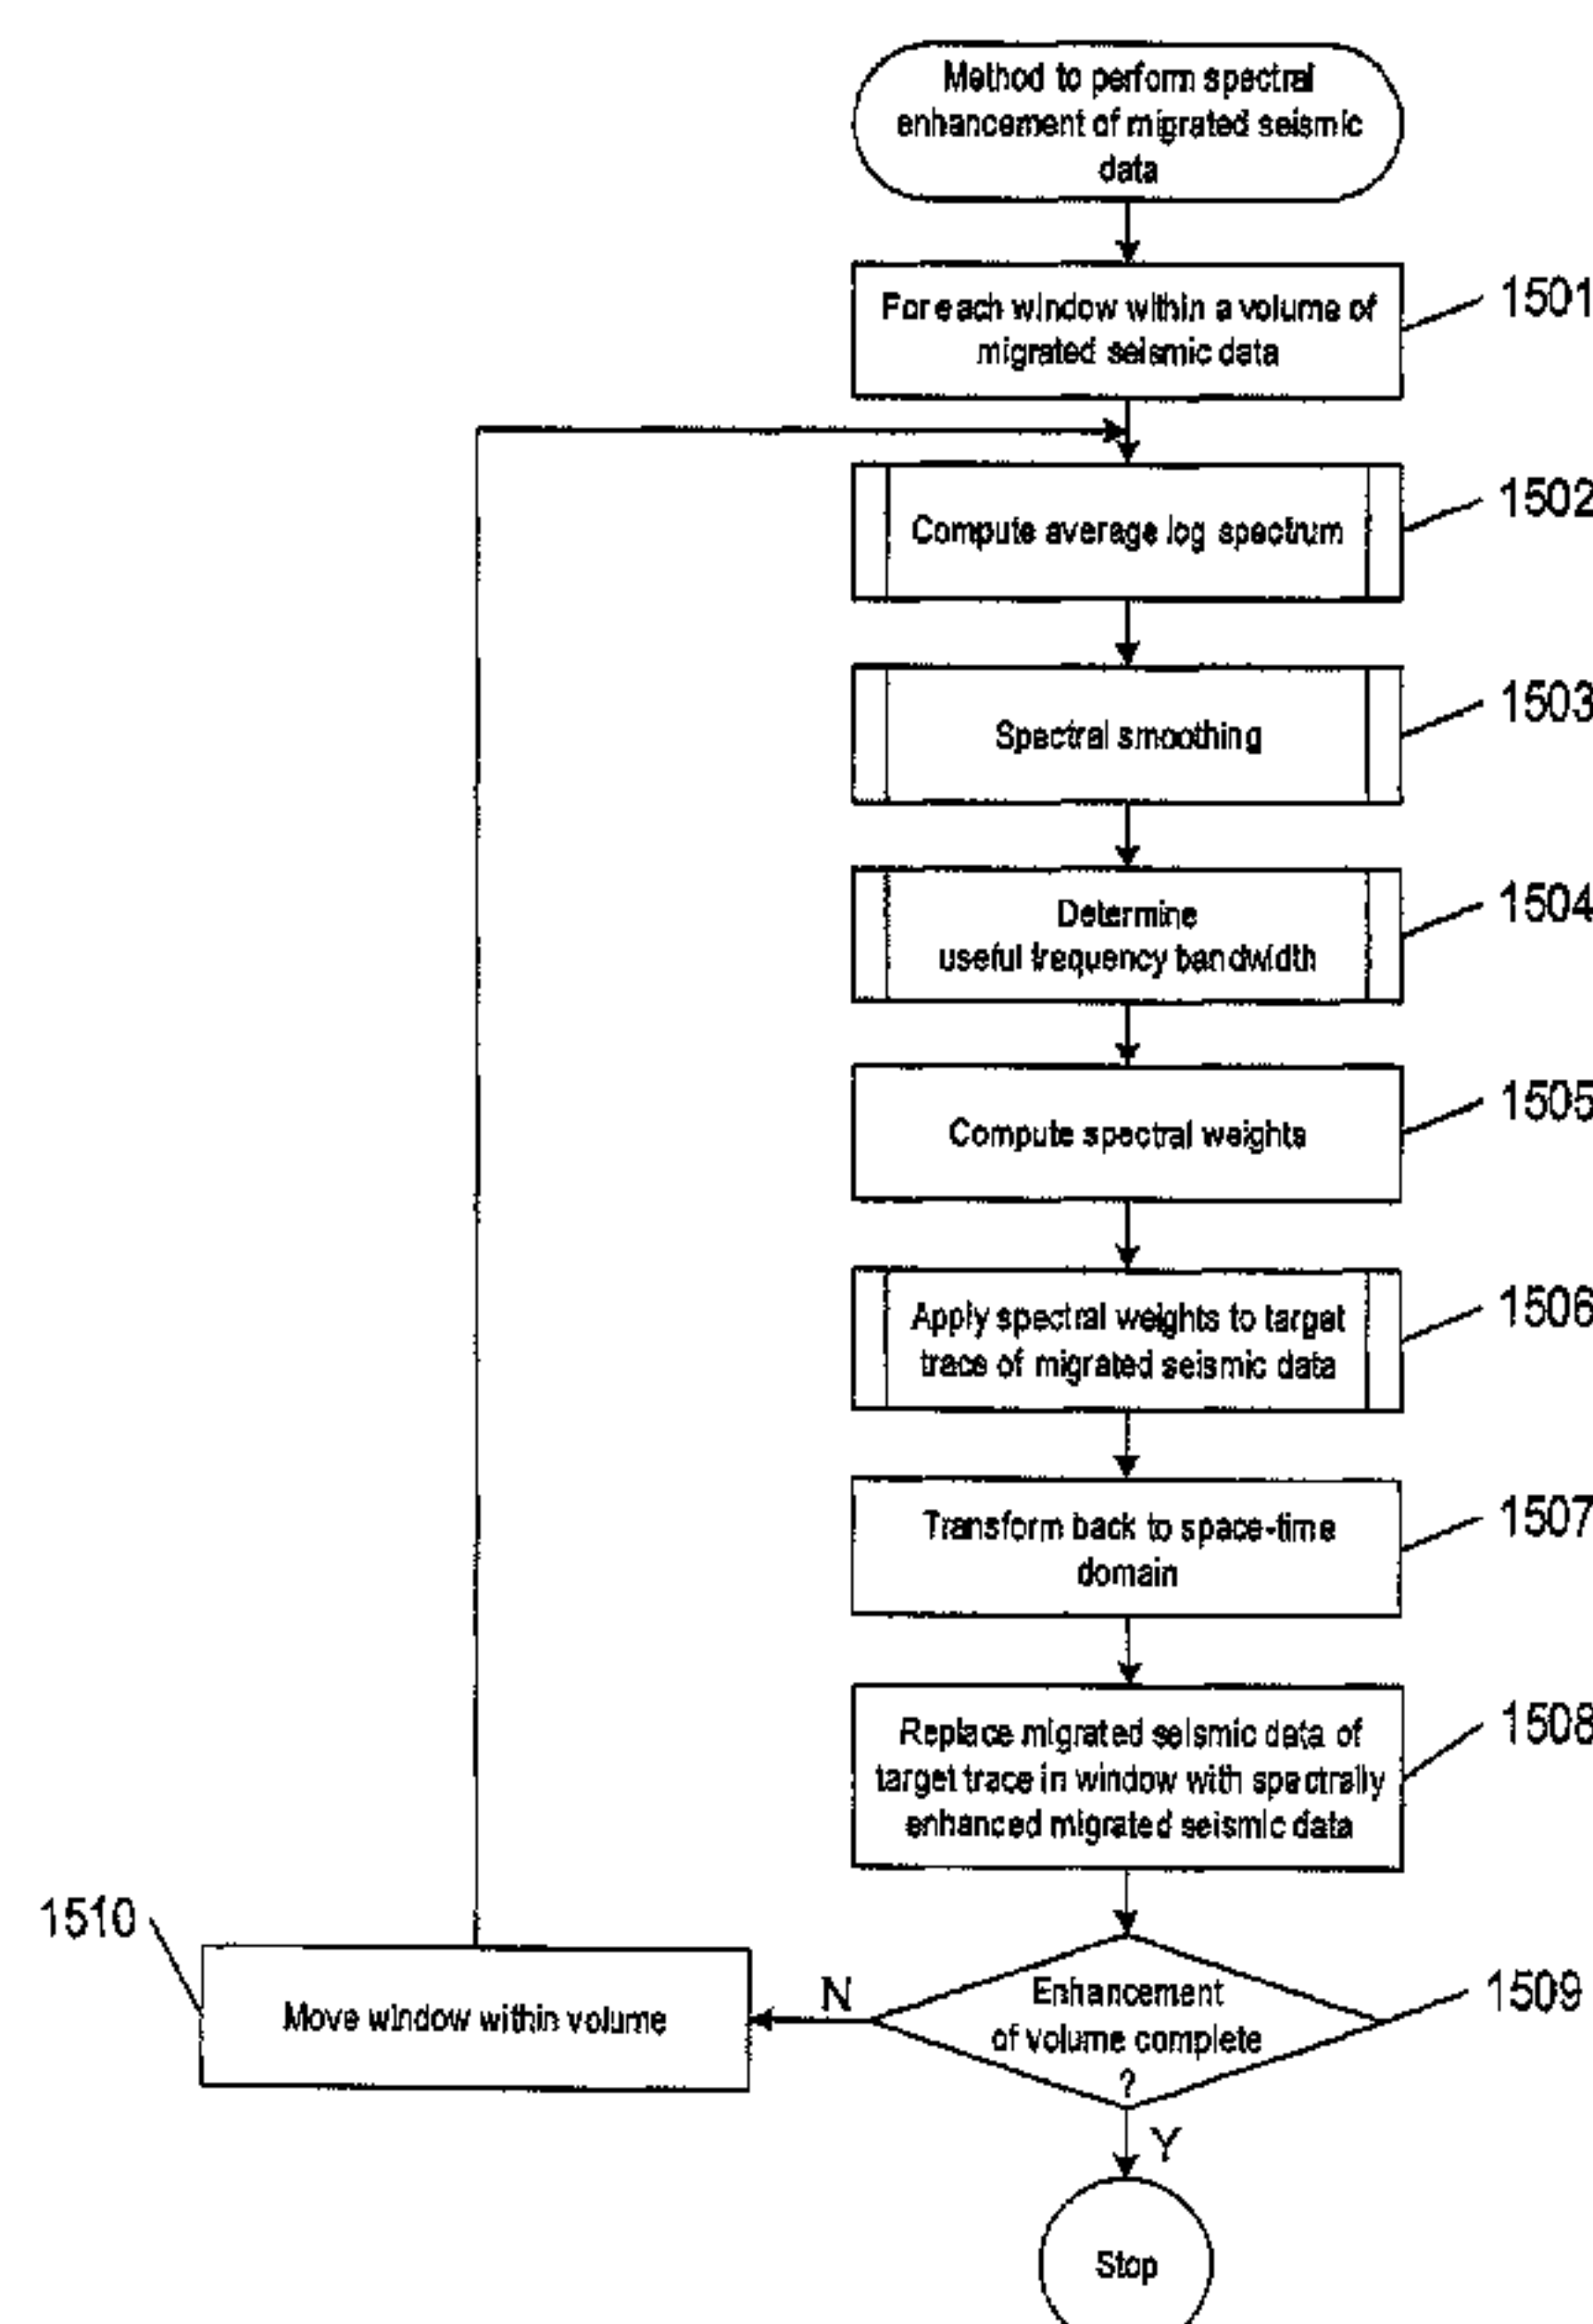 Method to perform spectral
enhancement of migrated seismic
data
For each window within a volume of
migrated seismic data
1501
Compute average log spectrum
1502
Spectral smoothing
1503
Determine
useful frequency bandwidth
1504
Compute spectral weights
1505
Apply spectral weights to target
trace of migrated seismic data
1506
Transform back to space-time
domain
1507
Replace migrated seismic data of
target trace in window with spectrally
enhanced migrated seismic data
1508
Enhancement
of volume complete
?
1509
N
Move window within volume
1510
Y
Stop